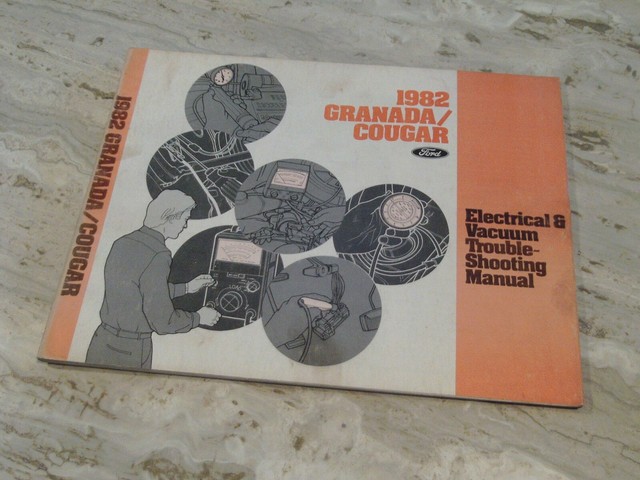 1982 GRANADA/COUGAR
1982
GRANADA/
COUGAR
Ford
Electrical &
Vacuum
Trouble-
Shooting
Manual